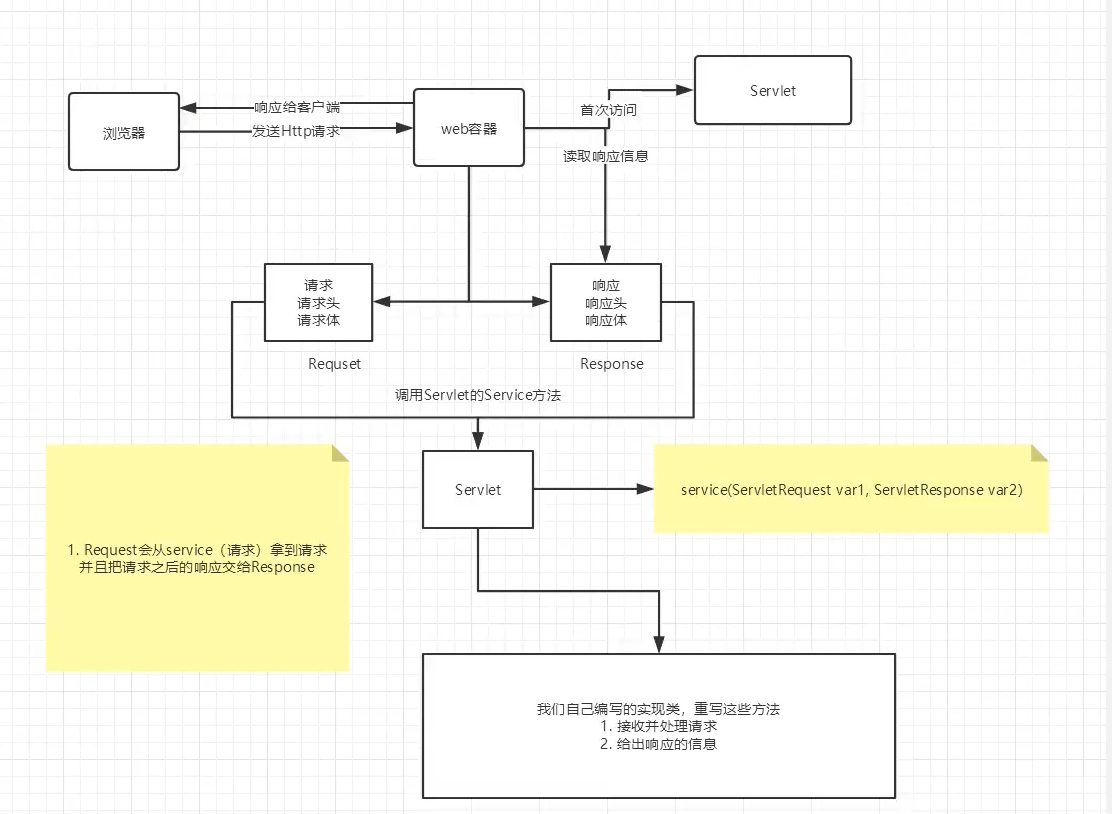 Servlet
响应给客户端
首次访问
浏览器
发送Http请求
web容器
读取响应信息
请求
请求头
请求体
响应
响应头
响应体
Requset
Response
调用Servlet的Service方法
Servlet
service(ServletRequest var1, ServletResponse var2)
1. Request会从service（请求）拿到请求
并且把请求之后的响应交给Response
我们自己编写的实现类，重写这些方法
1. 接收并处理请求
2. 给出响应的信息